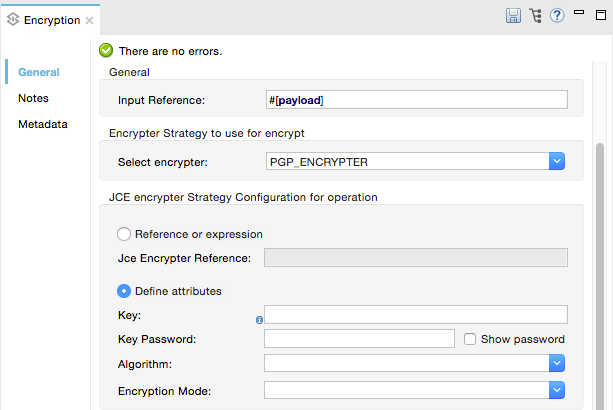 Encryption
There are no errors.
General
Notes
Metadata
General
Input Reference: #[payload]
Encrypter Strategy to use for encrypt
Select encrypter: PGP_ENCRYPTER
JCE encrypter Strategy Configuration for operation
Reference or expression
Jce Encrypter Reference:
Define attributes
Key:
Key Password: Show password
Algorithm:
Encryption Mode: